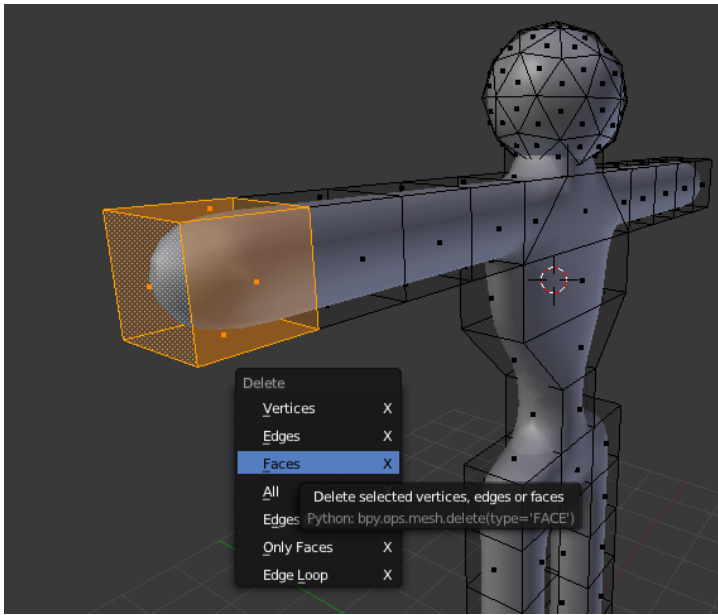 Delete
Vertices X
Edges X
Faces X
All
Delete selected vertices, edges or faces
Edges
Python: bpy.ops.mesh.delete(type='FACE')
Only Faces X
Edge Loop X